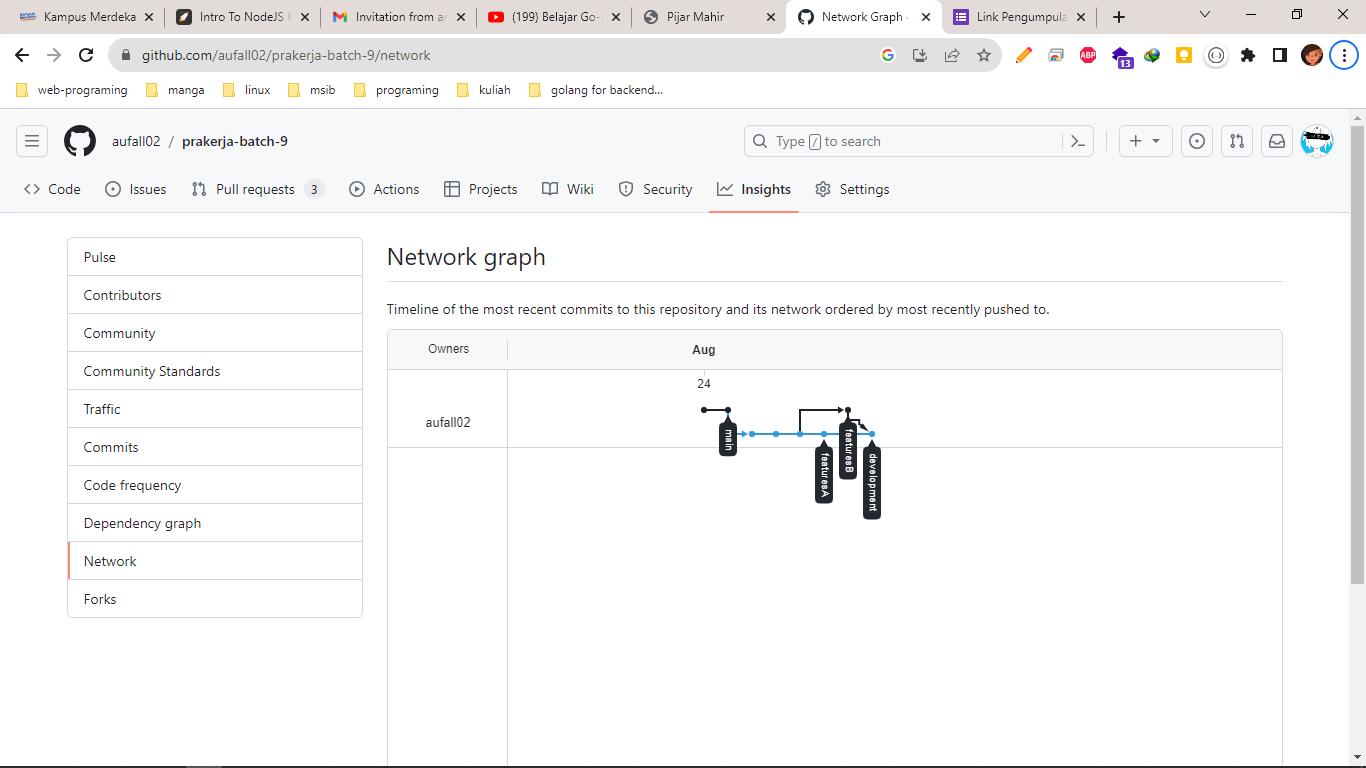 Kampus Merdeka
Intro To NodeJS
Invitation from ar
(199) Belajar Go-
Pijar Mahir
Network Graph
Link Pengumpula
github.com/aufall02/prakerja-batch-9/network
G
ABP
13
web-programing
manga
linux
msib
programing
kuliah
golang for backend...
aufall02 / prakerja-batch-9
Type / to search
Code
Issues
Pull requests 3
Actions
Projects
Wiki
Security
Insights
Settings
Pulse
Contributors
Community
Community Standards
Traffic
Commits
Code frequency
Dependency graph
Network
Forks
Network graph
Timeline of the most recent commits to this repository and its network ordered by most recently pushed to.
Owners
Aug
24
aufall02
main
featuresA
featuresB
development